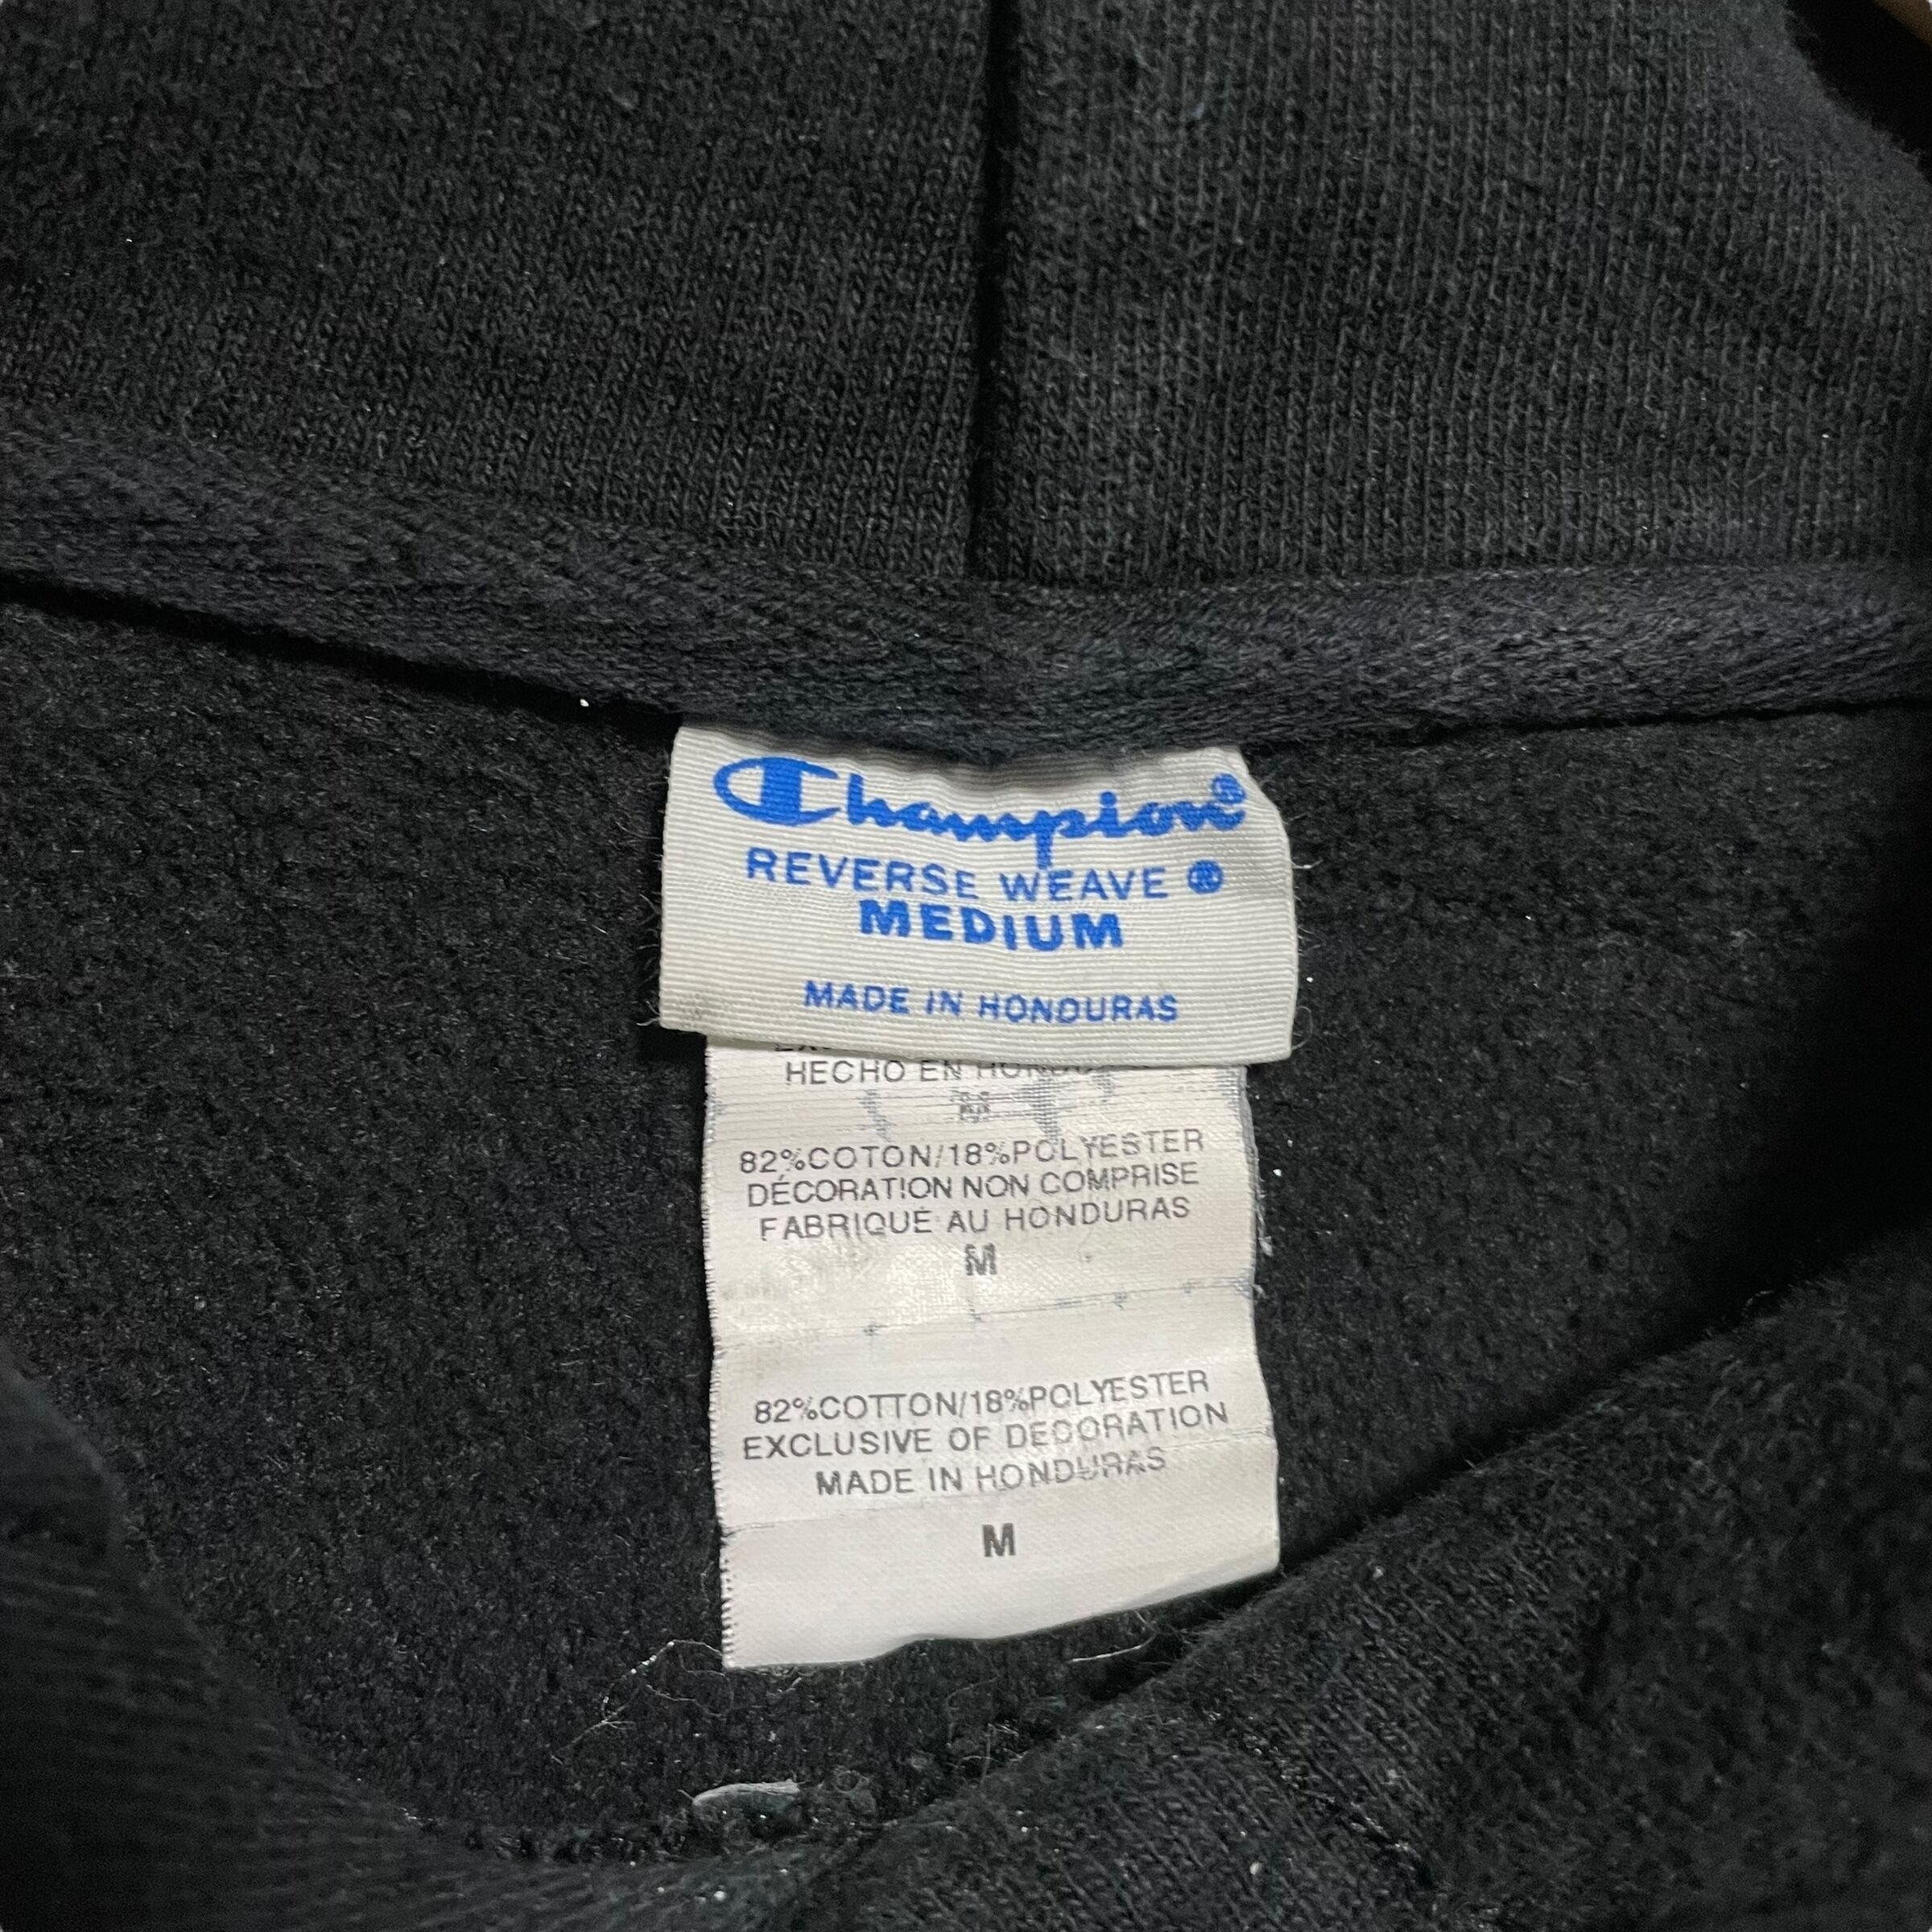 Champion®
REVERSE WEAVE ®
MEDIUM
MADE IN HONDURAS
HECHO EN
M
82%COTON/18%POLYESTER
DÉCORATION NON COMPRISE
FABRIQUÉ AU HONDURAS
M
82%COTTON/18%POLYESTER
EXCLUSIVE OF DECORATION
MADE IN HONDURAS
M